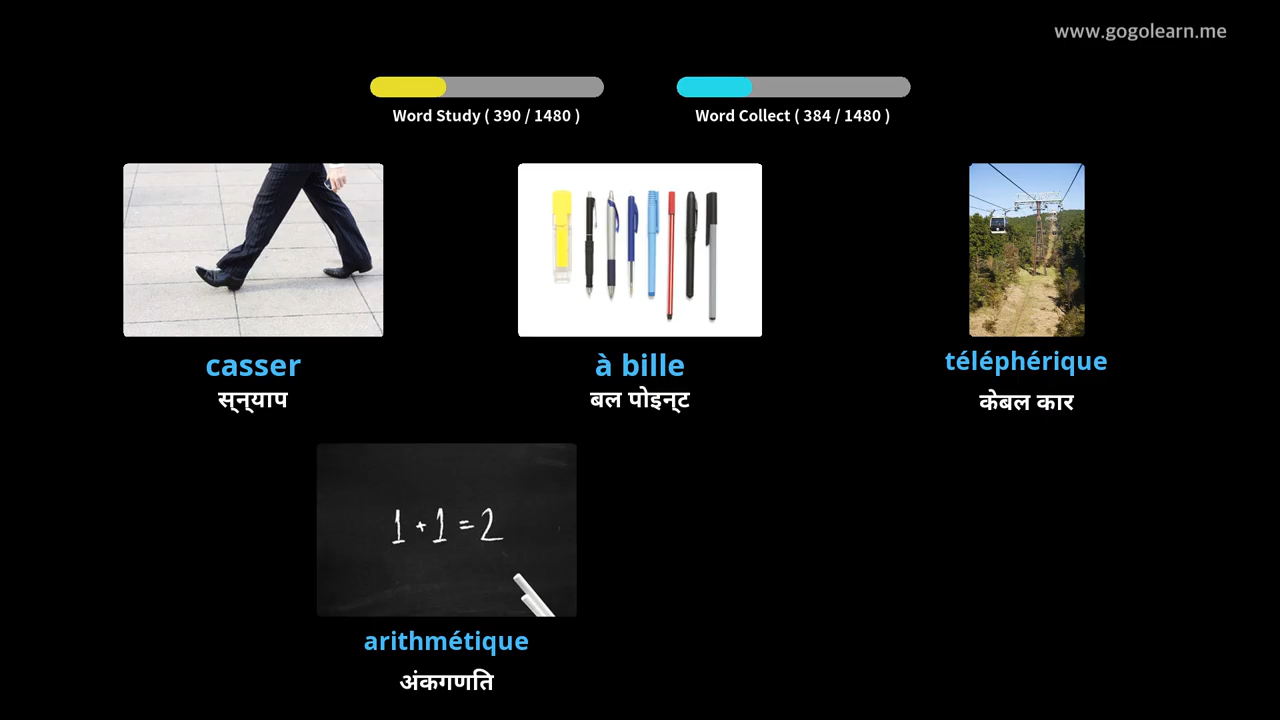 www.gogolearn.me
Word Study ( 390 / 1480 )
Word Collect ( 384 / 1480 )
casser
स्न्याप
à bille
बल पोइन्ट
téléphérique
केबल कार
1 + 1 = 2
arithmétique
अंकगणित